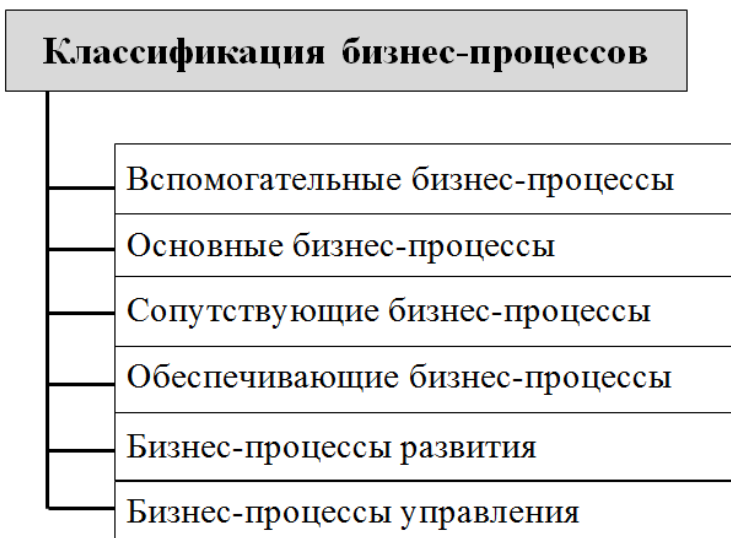 Классификация бизнес-процессов
Вспомогательные бизнес-процессы
Основные бизнес-процессы
Сопутствующие бизнес-процессы
Обеспечивающие бизнес-процессы
Бизнес-процессы развития
Бизнес-процессы управления